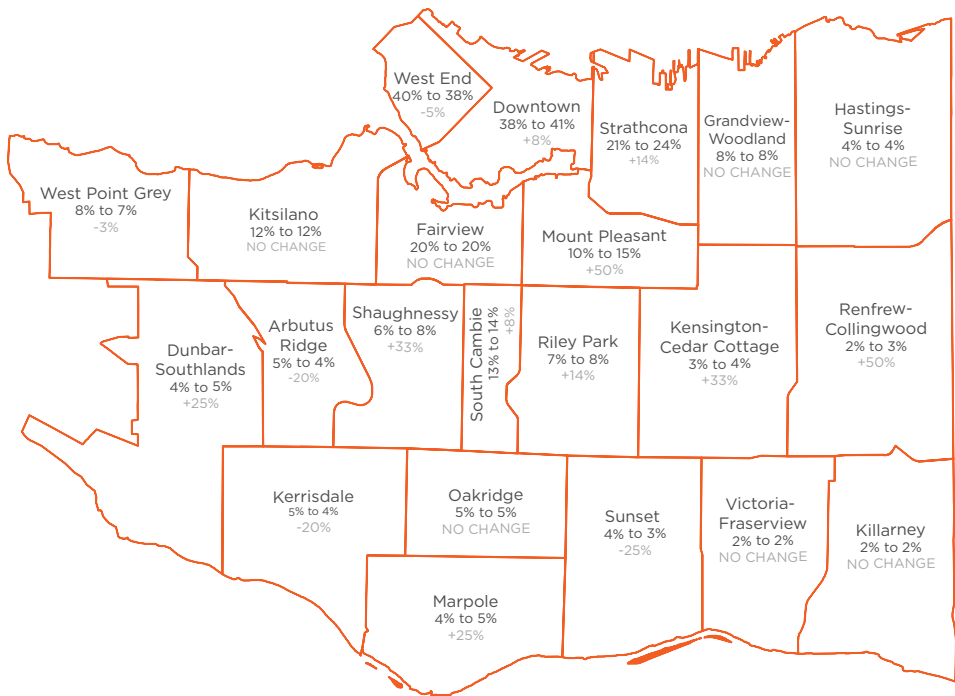 West End
40% to 38%
-5%
Downtown
38% to 41%
+8%
Strathcona
21% to 24%
+14%
Grandview-
Woodland
8% to 8%
NO CHANGE
Hastings-
Sunrise
4% to 4%
NO CHANGE
West Point Grey
8% to 7%
-3%
Kitsilano
12% to 12%
NO CHANGE
Fairview
20% to 20%
NO CHANGE
Mount Pleasant
10% to 15%
+50%
Dunbar-
Southlands
4% to 5%
+25%
Arbutus
Ridge
5% to 4%
-20%
Shaughnessy
6% to 8%
+33%
South Cambie
13% to 14%
+8%
Riley Park
7% to 8%
+14%
Kensington-
Cedar Cottage
3% to 4%
+33%
Renfrew-
Collingwood
2% to 3%
+50%
Kerrisdale
5% to 4%
-20%
Oakridge
5% to 5%
NO CHANGE
Sunset
4% to 3%
-25%
Victoria-
Fraserview
2% to 2%
NO CHANGE
Killarney
2% to 2%
NO CHANGE
Marpole
4% to 5%
+25%